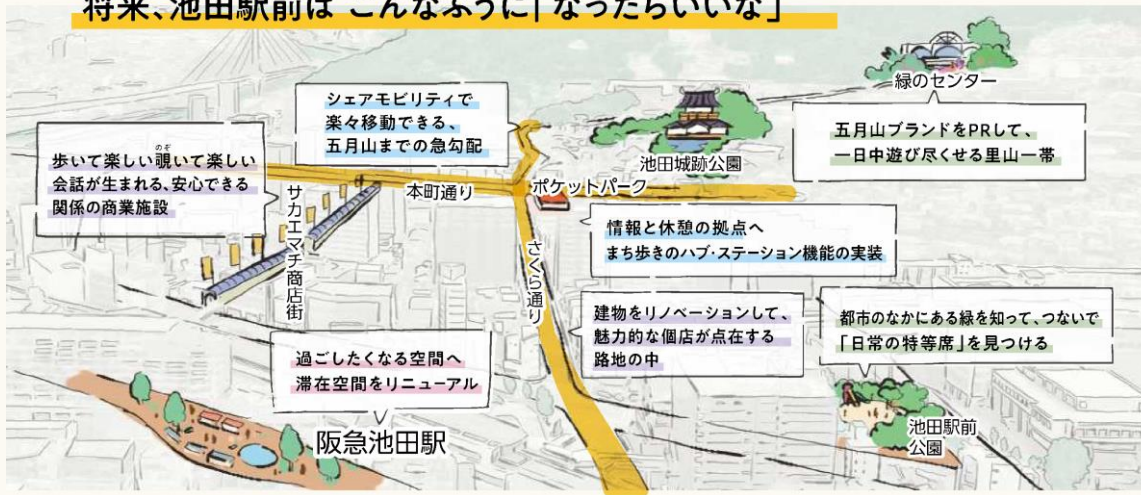 将来、池田駅前は こんなふうに「なったらいいな」
緑のセンター
シェアモビリティで
楽々移動できる、
五月山までの急勾配
五月山ブランドをPRして、
一日中遊び尽くせる里山一帯
池田城跡公園
のぞ
歩いて楽しい覗いて楽しい
会話が生まれる、安心できる
関係の商業施設
サカエマチ商店街
本町通り
ポケットパーク
情報と休憩の拠点へ
まち歩きのハブ・ステーション機能の実装
さくら通り
建物をリノベーションして、
魅力的な個店が点在する
路地の中
都市のなかにある緑を知って、つないで
「日常の特等席」を見つける
過ごしたくなる空間へ
滞在空間をリニューアル
阪急池田駅
池田駅前
公園